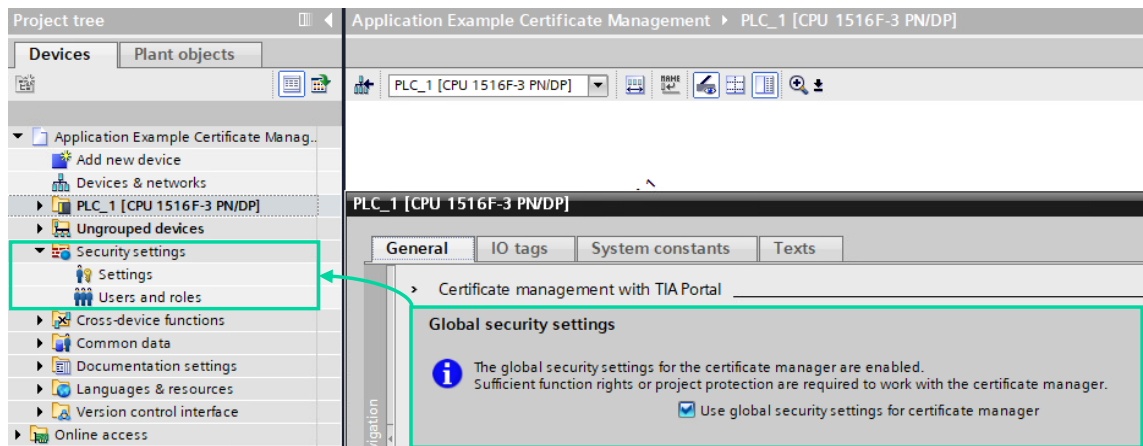 Project tree
Devices
Plant objects
Application Example Certificate Manag..
Add new device
Devices & networks
PLC_1 [CPU 1516F-3 PN/DP]
Ungrouped devices
Security settings
Settings
Users and roles
Cross-device functions
Common data
Documentation settings
Languages & resources
Version control interface
Online access
Application Example Certificate Management ▸ PLC_1 [CPU 1516F-3 PN/DP]
PLC_1 [CPU 1516F-3 PN/DP]
PLC_1 [CPU 1516F-3 PN/DP]
General
IO tags
System constants
Texts
Certificate management with TIA Portal
Global security settings
The global security settings for the certificate manager are enabled.
Sufficient function rights or project protection are required to work with the certificate manager.
Use global security settings for certificate manager